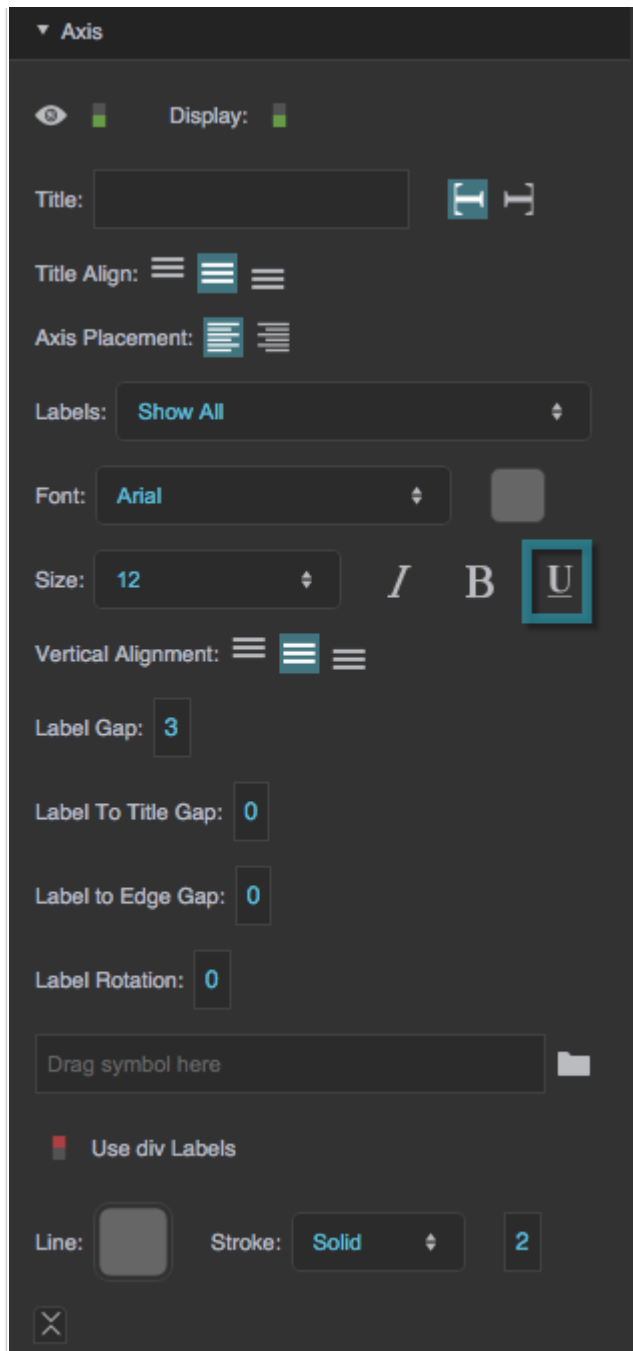 Axis
Display:
Title:
Title Align:
Axis Placement:
Labels: Show All
Font: Arial
Size: 12 I B U
Vertical Alignment:
Label Gap: 3
Label To Title Gap: 0
Label to Edge Gap: 0
Label Rotation: 0
Drag symbol here
Use div Labels
Line: Stroke: Solid 2